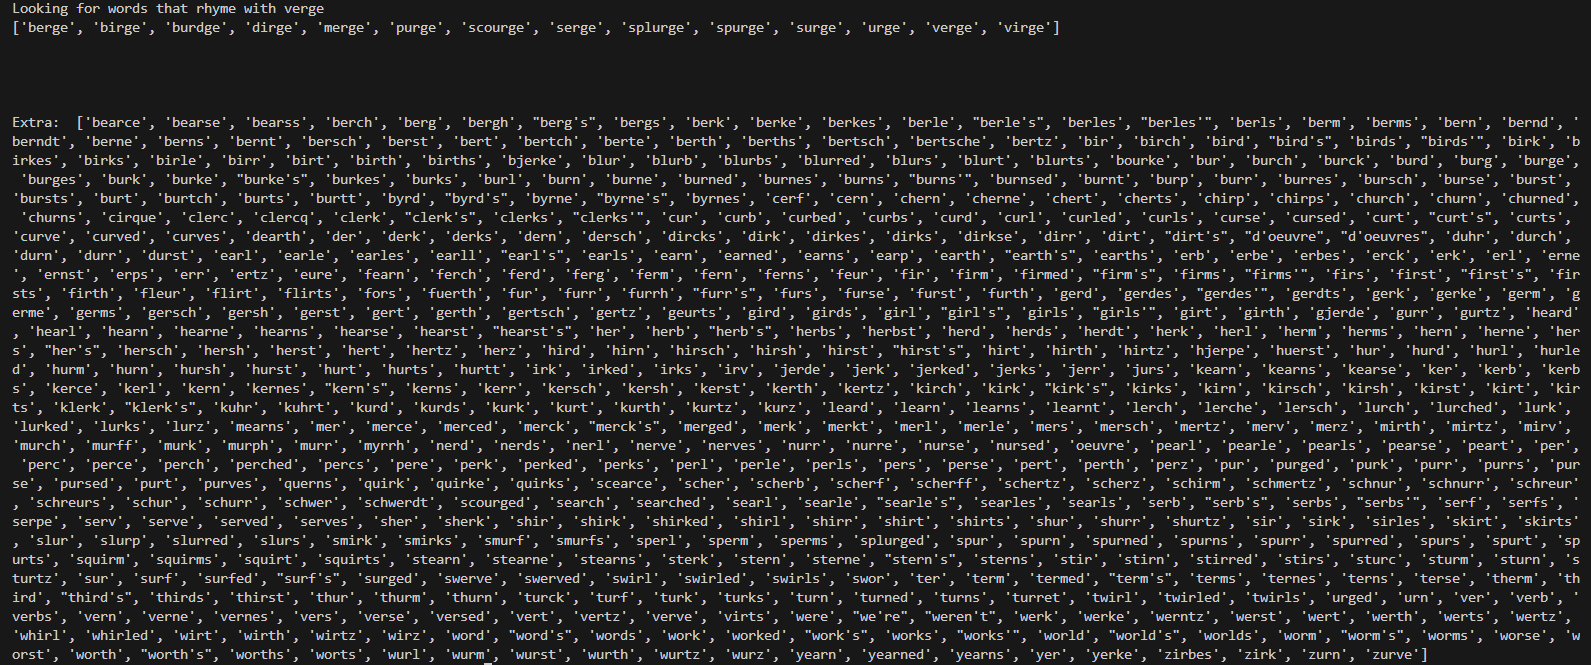 Looking for words that rhyme with verge
['berge', 'birge', 'burdge', 'dirge', 'merge', 'purge', 'scourge', 'serge', 'splurge', 'spurge', 'surge', 'urge', 'verge', 'virge']
Extra:  ['bearce', 'bearse', 'bearss', 'berch', 'berg', 'bergh', "berg's", 'bergs', 'berk', 'berke', 'berkes', 'berle', "berle's", 'berles', "berles'", 'berls', 'berm', 'berms', 'bern', 'bernd', '
berndt', 'berne', 'berns', 'bernt', 'bersch', 'berst', 'bert', 'bertch', 'berte', 'berth', 'berths', 'bertsch', 'bertsche', 'bertz', 'bir', 'birch', 'bird', "bird's", 'birds', "birds'", 'birk', 'b
irkes', 'birks', 'birle', 'birr', 'birt', 'birth', 'births', 'bjerke', 'blur', 'blurb', 'blurbs', 'blurred', 'blurs', 'blurt', 'blurts', 'bourke', 'bur', 'burch', 'burck', 'burd', 'burg', 'burge',
 'burges', 'burk', 'burke', "burke's", 'burkes', 'burks', 'burl', 'burn', 'burne', 'burned', 'burnes', 'burns', "burns'", 'burnsed', 'burnt', 'burp', 'burr', 'burres', 'bursch', 'burse', 'burst',
'bursts', 'burt', 'burtch', 'burts', 'burtt', 'byrd', "byrd's", 'byrne', "byrne's", 'byrnes', 'cerf', 'cern', 'chern', 'cherne', 'chert', 'cherts', 'chirp', 'chirps', 'church', 'churn', 'churned',
 'churns', 'cirque', 'clerc', 'clercq', 'clerk', "clerk's", 'clerks', "clerks'", 'cur', 'curb', 'curbed', 'curbs', 'curd', 'curl', 'curled', 'curls', 'curse', 'cursed', 'curt', "curt's", 'curts',
'curve', 'curved', 'curves', 'dearth', 'der', 'derk', 'derks', 'dern', 'dersch', 'dircks', 'dirk', 'dirkes', 'dirks', 'dirkse', 'dirr', 'dirt', "dirt's", "d'oeuvre", "d'oeuvres", 'duhr', 'durch',
'durn', 'durr', 'durst', 'earl', 'earle', 'earles', 'earll', "earl's", 'earls', 'earn', 'earned', 'earns', 'earp', 'earth', "earth's", 'earths', 'erb', 'erbe', 'erbes', 'erck', 'erk', 'erl', 'erne
', 'ernst', 'erps', 'err', 'ertz', 'eure', 'fearn', 'ferch', 'ferd', 'ferg', 'ferm', 'fern', 'ferns', 'feur', 'fir', 'firm', 'firmed', "firm's", 'firms', "firms'", 'firs', 'first', "first's", 'fir
sts', 'firth', 'fleur', 'flirt', 'flirts', 'fors', 'fuerth', 'fur', 'furr', 'furrh', "furr's", 'furs', 'furse', 'furst', 'furth', 'gerd', 'gerdes', "gerdes'", 'gerdts', 'gerk', 'gerke', 'germ', 'g
erme', 'germs', 'gersch', 'gersh', 'gerst', 'gert', 'gerth', 'gertsch', 'gertz', 'geurts', 'gird', 'girds', 'girl', "girl's", 'girls', "girls'", 'girt', 'girth', 'gjerde', 'gurr', 'gurtz', 'heard'
, 'hearl', 'hearn', 'hearne', 'hearns', 'hearse', 'hearst', "hearst's", 'her', 'herb', "herb's", 'herbs', 'herbst', 'herd', 'herds', 'herdt', 'herk', 'herl', 'herm', 'herms', 'hern', 'herne', 'her
s', "her's", 'hersch', 'hersh', 'herst', 'hert', 'hertz', 'herz', 'hird', 'hirn', 'hirsch', 'hirsh', 'hirst', "hirst's", 'hirt', 'hirth', 'hirtz', 'hjerpe', 'huerst', 'hur', 'hurd', 'hurl', 'hurle
d', 'hurm', 'hurn', 'hursh', 'hurst', 'hurt', 'hurts', 'hurtt', 'irk', 'irked', 'irks', 'irv', 'jerde', 'jerk', 'jerked', 'jerks', 'jerr', 'jurs', 'kearn', 'kearns', 'kearse', 'ker', 'kerb', 'kerb
s', 'kerce', 'kerl', 'kern', 'kernes', "kern's", 'kerns', 'kerr', 'kersch', 'kersh', 'kerst', 'kerth', 'kertz', 'kirch', 'kirk', "kirk's", 'kirks', 'kirn', 'kirsch', 'kirsh', 'kirst', 'kirt', 'kir
ts', 'klerk', "klerk's", 'kuhr', 'kuhrt', 'kurd', 'kurds', 'kurk', 'kurt', 'kurth', 'kurtz', 'kurz', 'leard', 'learn', 'learns', 'learnt', 'lerch', 'lerche', 'lersch', 'lurch', 'lurched', 'lurk',
'lurked', 'lurks', 'lurz', 'mearns', 'mer', 'merce', 'merced', 'merck', "merck's", 'merged', 'merk', 'merkt', 'merl', 'merle', 'mers', 'mersch', 'mertz', 'merv', 'merz', 'mirth', 'mirtz', 'mirv',
'murch', 'murff', 'murk', 'murph', 'murr', 'myrrh', 'nerd', 'nerds', 'nerl', 'nerve', 'nerves', 'nurr', 'nurre', 'nurse', 'nursed', 'oeuvre', 'pearl', 'pearle', 'pearls', 'pearse', 'peart', 'per',
 'perc', 'perce', 'perch', 'perched', 'percs', 'pere', 'perk', 'perked', 'perks', 'perl', 'perle', 'perls', 'pers', 'perse', 'pert', 'perth', 'perz', 'pur', 'purged', 'purk', 'purr', 'purrs', 'pur
se', 'pursed', 'purt', 'purves', 'querns', 'quirk', 'quirke', 'quirks', 'scearce', 'scher', 'scherb', 'scherf', 'scherff', 'schertz', 'scherz', 'schirm', 'schmertz', 'schnur', 'schnurr', 'schreur'
, 'schreurs', 'schur', 'schurr', 'schwer', 'schwerdt', 'scourged', 'search', 'searched', 'searl', 'searle', "searle's", 'searles', 'searls', 'serb', "serb's", 'serbs', "serbs'", 'serf', 'serfs', '
serpe', 'serv', 'serve', 'served', 'serves', 'sher', 'sherk', 'shir', 'shirk', 'shirked', 'shirl', 'shirr', 'shirt', 'shirts', 'shur', 'shurr', 'shurtz', 'sir', 'sirk', 'sirles', 'skirt', 'skirts'
, 'slur', 'slurp', 'slurred', 'slurs', 'smirk', 'smirks', 'smurf', 'smurfs', 'sperl', 'sperm', 'sperms', 'splurged', 'spur', 'spurn', 'spurned', 'spurns', 'spurr', 'spurred', 'spurs', 'spurt', 'sp
urts', 'squirm', 'squirms', 'squirt', 'squirts', 'stearn', 'stearne', 'stearns', 'sterk', 'stern', 'sterne', "stern's", 'sterns', 'stir', 'stirn', 'stirred', 'stirs', 'sturc', 'sturm', 'sturn', 's
turtz', 'sur', 'surf', 'surfed', "surf's", 'surged', 'swerve', 'swerved', 'swirl', 'swirled', 'swirls', 'swor', 'ter', 'term', 'termed', "term's", 'terms', 'ternes', 'terns', 'terse', 'therm', 'th
ird', "third's", 'thirds', 'thirst', 'thur', 'thurm', 'thurn', 'turck', 'turf', 'turk', 'turks', 'turn', 'turned', 'turns', 'turret', 'twirl', 'twirled', 'twirls', 'urged', 'urn', 'ver', 'verb', '
verbs', 'vern', 'verne', 'vernes', 'vers', 'verse', 'versed', 'vert', 'vertz', 'verve', 'virts', 'were', "we're", "weren't", 'werk', 'werke', 'werntz', 'werst', 'wert', 'werth', 'werts', 'wertz',
'whirl', 'whirled', 'wirt', 'wirth', 'wirtz', 'wirz', 'word', "word's", 'words', 'work', 'worked', "work's", 'works', "works'", 'world', "world's", 'worlds', 'worm', "worm's", 'worms', 'worse', 'w
orst', 'worth', "worth's", 'worths', 'worts', 'wurl', 'wurm', 'wurst', 'wurth', 'wurtz', 'wurz', 'yearn', 'yearned', 'yearns', 'yer', 'yerke', 'zirbes', 'zirk', 'zurn', 'zurve']